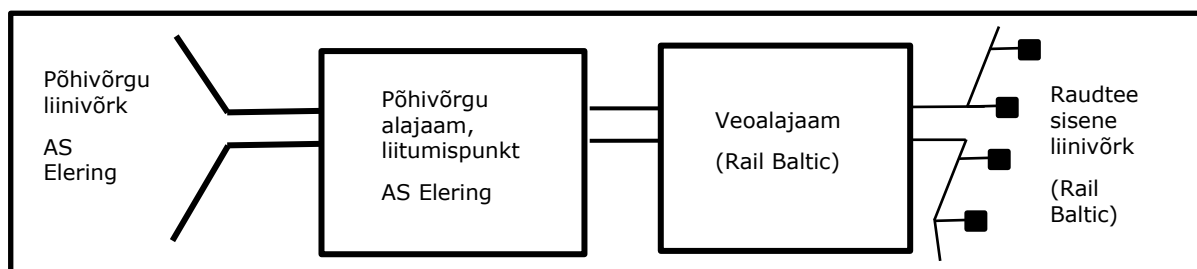 Põhivõrgu
liinivõrk
AS
Elering
Põhivõrgu
alajaam,
liitumispunkt
AS Elering
Veoalajaam
(Rail Baltic)
Raudtee
sisene
liinivõrk
(Rail
Baltic)